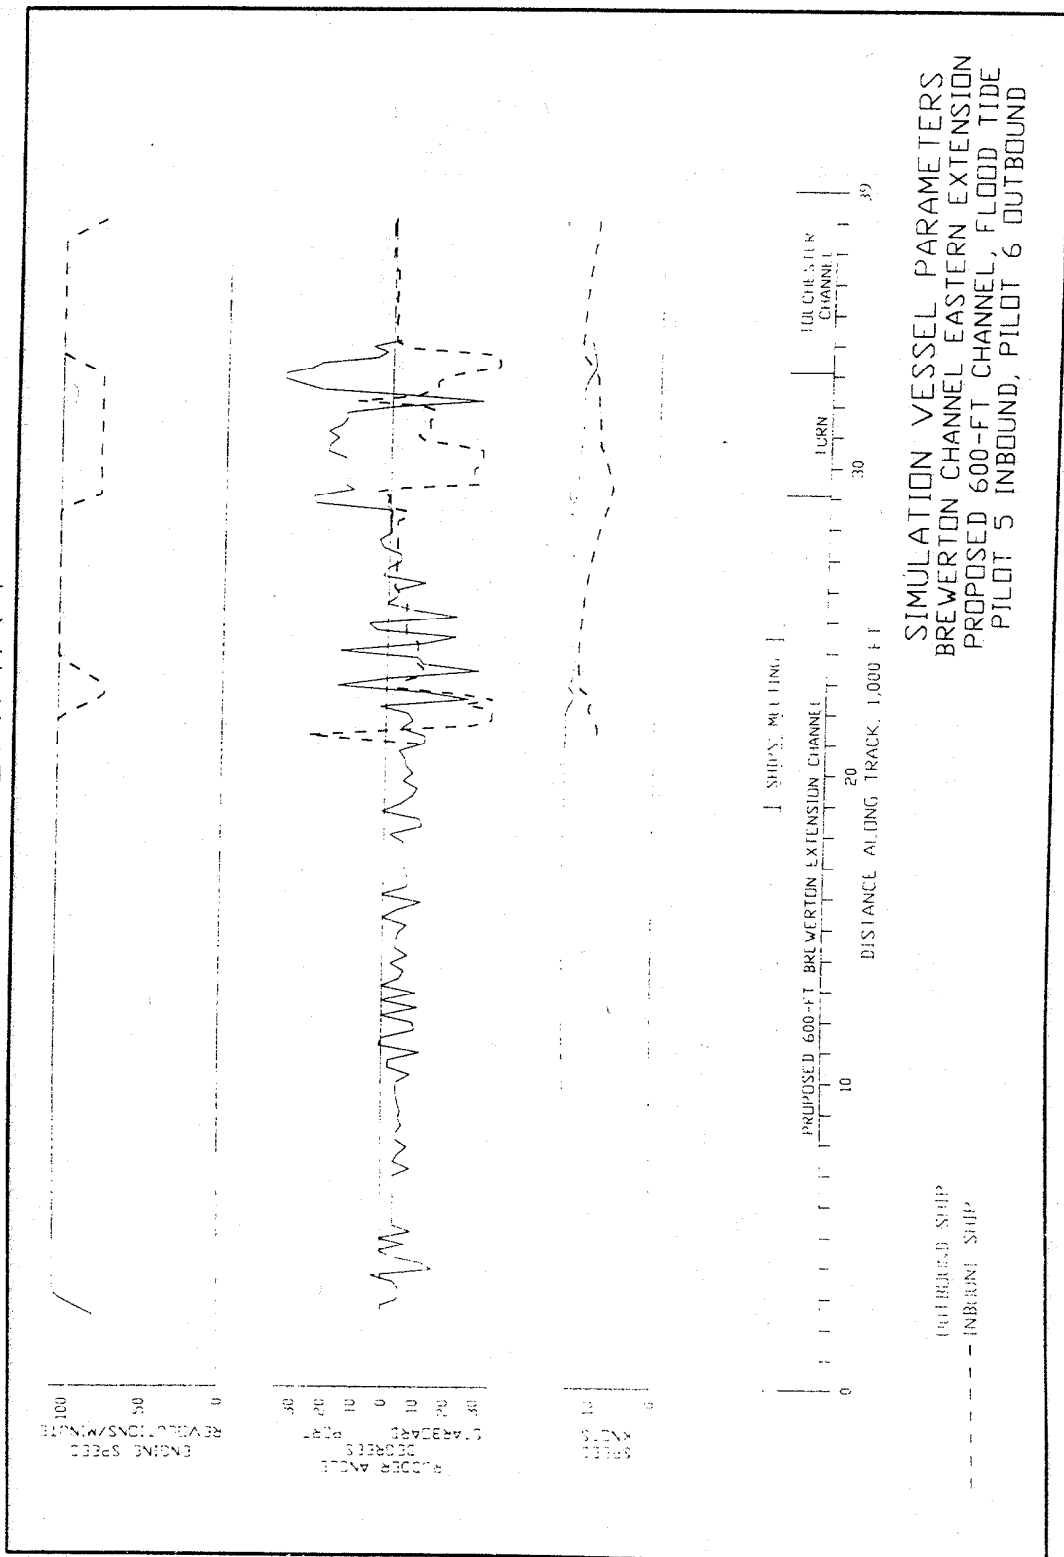 ENGINE SPEED
REVOLUTIONS/MINUTE
100
50
0
RUDDER ANGLE
DEGREES
STARBOARD PORT
30
20
10
0
10
20
30
SPEED
KNOTS
10
0
[ SHIPS MEETING ]
PROPOSED 600-FT BREWERTON EXTENSION CHANNEL
TURN
TOLCHESTER
CHANNEL
0
10
20
30
39
DISTANCE ALONG TRACK, 1,000 FT
OUTBOUND SHIP
INBOUND SHIP
SIMULATION VESSEL PARAMETERS
BREWERTON CHANNEL EASTERN EXTENSION
PROPOSED 600-FT CHANNEL, FLOOD TIDE
PILOT 5 INBOUND, PILOT 6 OUTBOUND